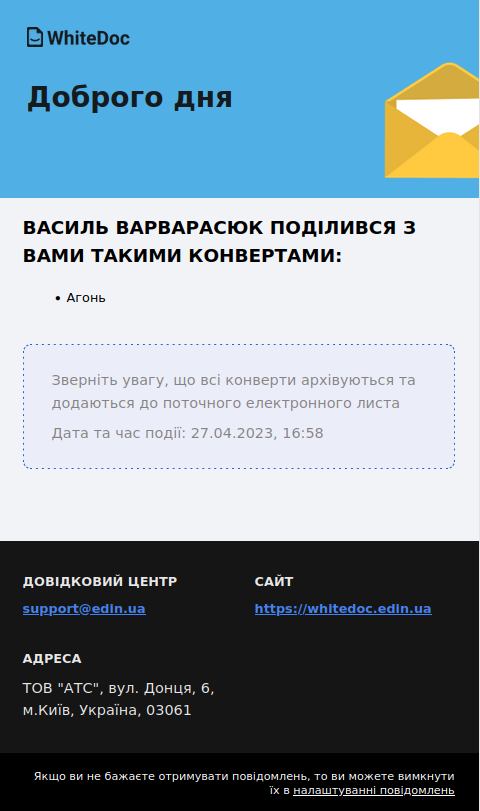 WhiteDoc
Доброго дня
ВАСИЛЬ ВАРВАРАСЮК ПОДІЛИВСЯ З
ВАМИ ТАКИМИ КОНВЕРТАМИ:
• Агонь
Зверніть увагу, що всі конверти архівуються та
додаються до поточного електронного листа
Дата та час події: 27.04.2023, 16:58
ДОВІДКОВИЙ ЦЕНТР
support@edin.ua
САЙТ
https://whitedoc.edin.ua
АДРЕСА
ТОВ "АТС", вул. Донця, 6,
м.Київ, Україна, 03061
Якщо ви не бажаєте отримувати повідомлень, то ви можете вимкнути
їх в налаштуванні повідомлень